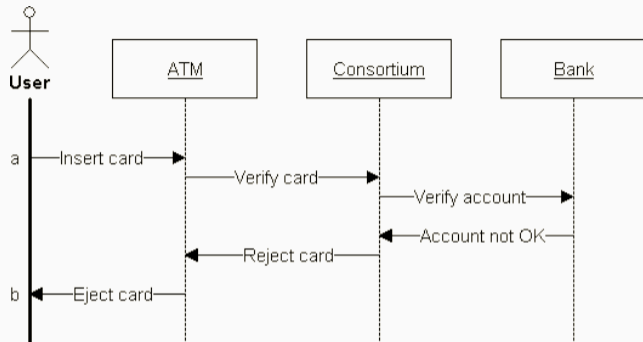 User
ATM
Consortium
Bank
a
Insert card
Verify card
Verify account
Account not OK
Reject card
b
Eject card